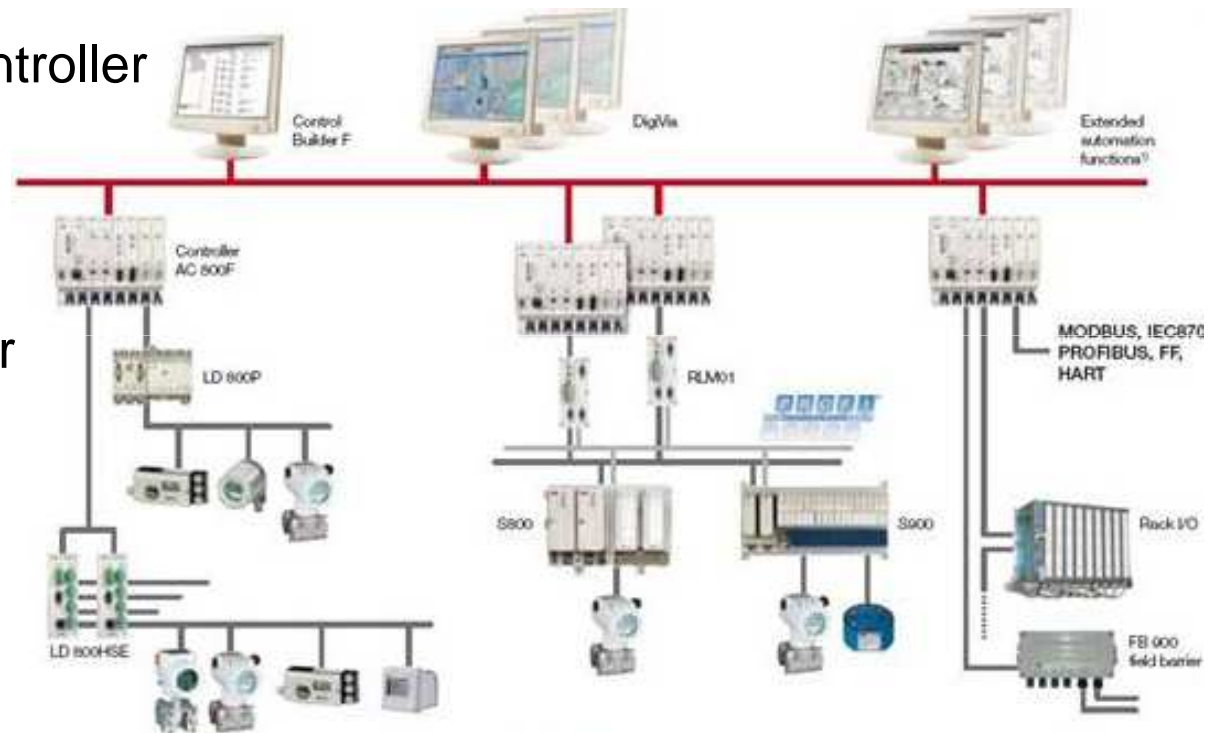 ntroller
Control
Builder F
DigiVis
Extended
automation
functions¹⁾
Controller
AC 800F
r
LD 800P
RLM01
MODBUS, IEC870
PROFIBUS, FF,
HART
S800
S900
Rack I/O
LD 800HSE
FB 900
field barrier